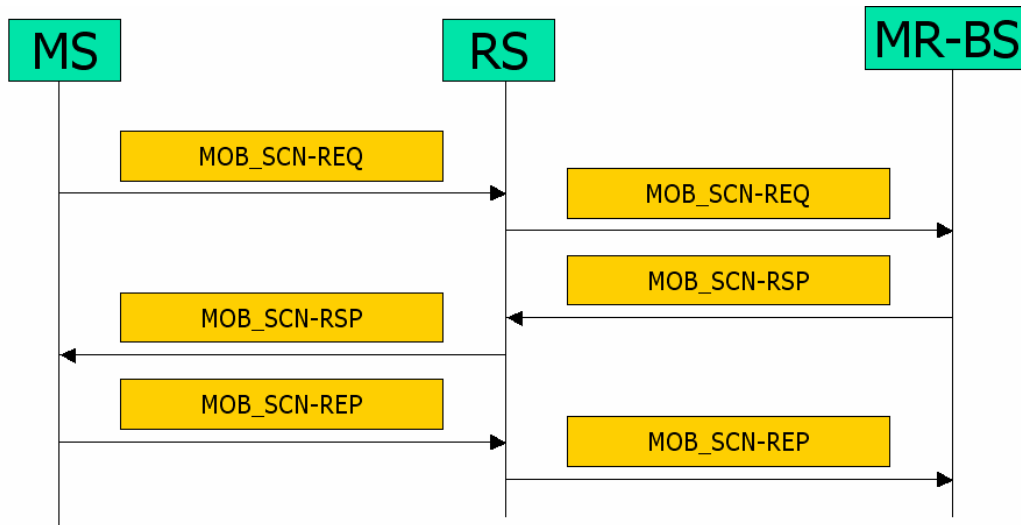 MS
RS
MR-BS
MOB_SCN-REQ
MOB_SCN-REQ
MOB_SCN-RSP
MOB_SCN-RSP
MOB_SCN-REP
MOB_SCN-REP